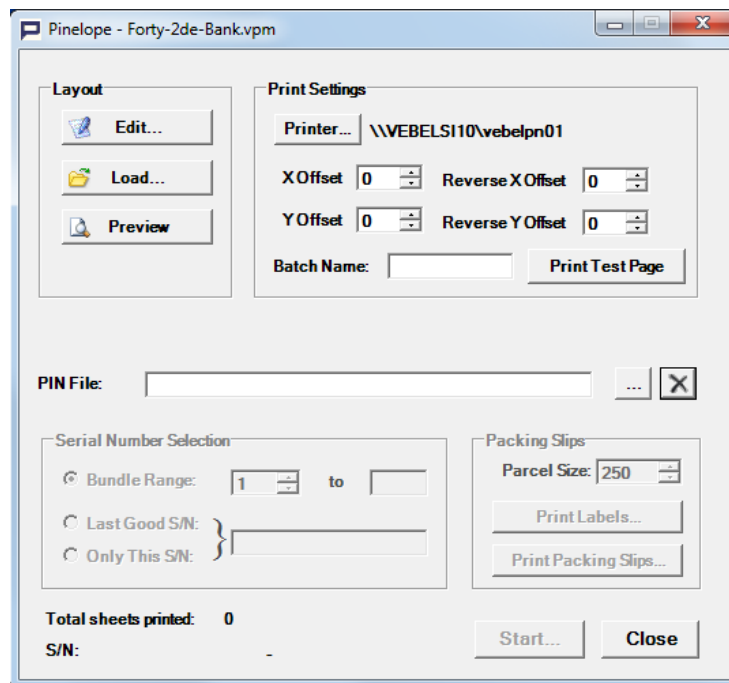 Pinelope - Forty-2de-Bank.vpm
Layout
Edit...
Load...
Preview
Print Settings
Printer... \\VEBELSI10\vebelpn01
X Offset 0 Reverse X Offset 0
Y Offset 0 Reverse Y Offset 0
Batch Name: Print Test Page
PIN File: ...
Serial Number Selection
Bundle Range: 1 to
Last Good S/N:
Only This S/N:
Packing Slips
Parcel Size: 250
Print Labels...
Print Packing Slips...
Total sheets printed: 0
S/N: -
Start... Close